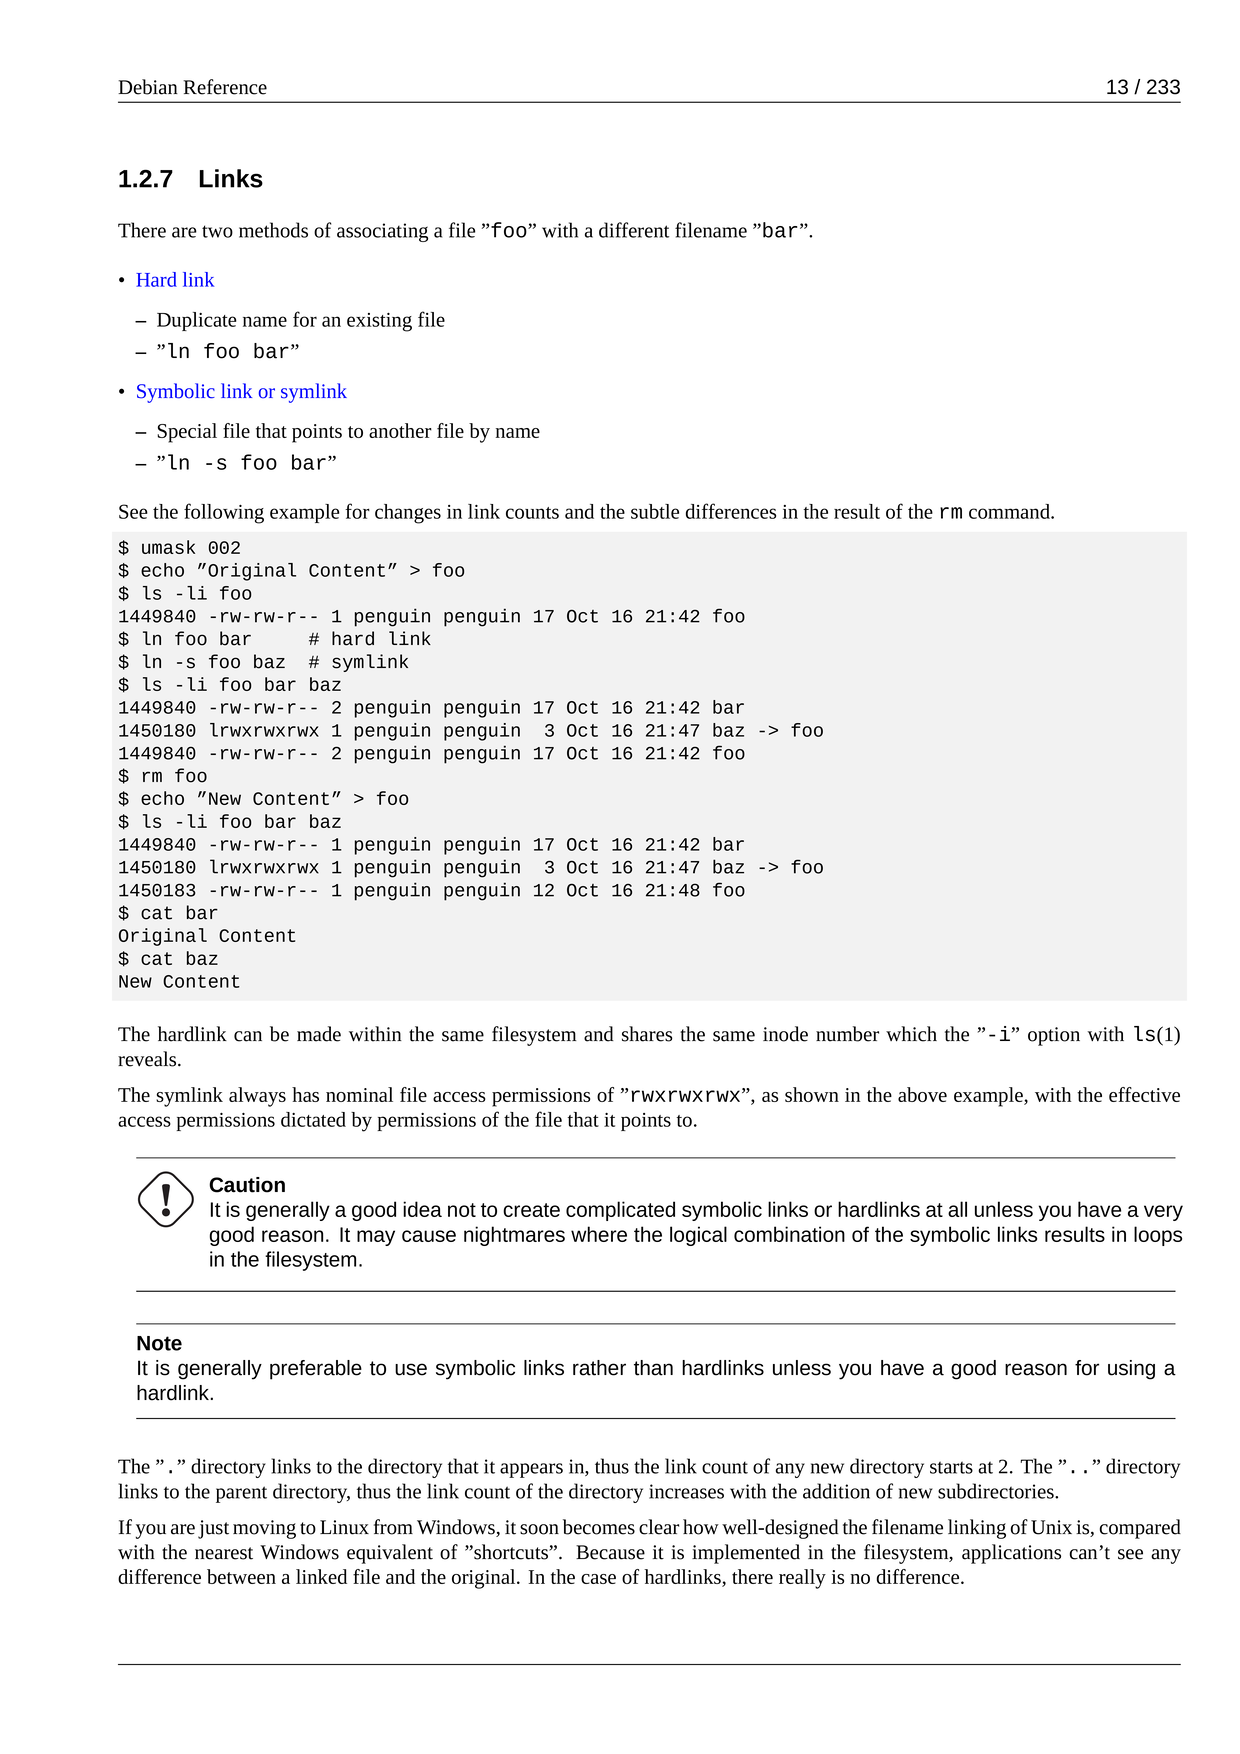 Debian Reference 13 / 233
1.2.7 Links
There are two methods of associating a file ”foo” with a different filename ”bar”.
• Hard link
– Duplicate name for an existing file
– ”ln foo bar”
• Symbolic link or symlink
– Special file that points to another file by name
– ”ln -s foo bar”
See the following example for changes in link counts and the subtle differences in the result of the rm command.
$ umask 002
$ echo ”Original Content” > foo
$ ls -li foo
1449840 -rw-rw-r-- 1 penguin penguin 17 Oct 16 21:42 foo
$ ln foo bar     # hard link
$ ln -s foo baz  # symlink
$ ls -li foo bar baz
1449840 -rw-rw-r-- 2 penguin penguin 17 Oct 16 21:42 bar
1450180 lrwxrwxrwx 1 penguin penguin  3 Oct 16 21:47 baz -> foo
1449840 -rw-rw-r-- 2 penguin penguin 17 Oct 16 21:42 foo
$ rm foo
$ echo ”New Content” > foo
$ ls -li foo bar baz
1449840 -rw-rw-r-- 1 penguin penguin 17 Oct 16 21:42 bar
1450180 lrwxrwxrwx 1 penguin penguin  3 Oct 16 21:47 baz -> foo
1450183 -rw-rw-r-- 1 penguin penguin 12 Oct 16 21:48 foo
$ cat bar
Original Content
$ cat baz
New Content
The hardlink can be made within the same filesystem and shares the same inode number which the ”-i” option with ls(1)
reveals.
The symlink always has nominal file access permissions of ”rwxrwxrwx”, as shown in the above example, with the effective
access permissions dictated by permissions of the file that it points to.
Caution
It is generally a good idea not to create complicated symbolic links or hardlinks at all unless you have a very
good reason. It may cause nightmares where the logical combination of the symbolic links results in loops
in the filesystem.
Note
It is generally preferable to use symbolic links rather than hardlinks unless you have a good reason for using a
hardlink.
The ”.” directory links to the directory that it appears in, thus the link count of any new directory starts at 2. The ”..” directory
links to the parent directory, thus the link count of the directory increases with the addition of new subdirectories.
If you are just moving to Linux from Windows, it soon becomes clear how well-designed the filename linking of Unix is, compared
with the nearest Windows equivalent of ”shortcuts”. Because it is implemented in the filesystem, applications can’t see any
difference between a linked file and the original. In the case of hardlinks, there really is no difference.